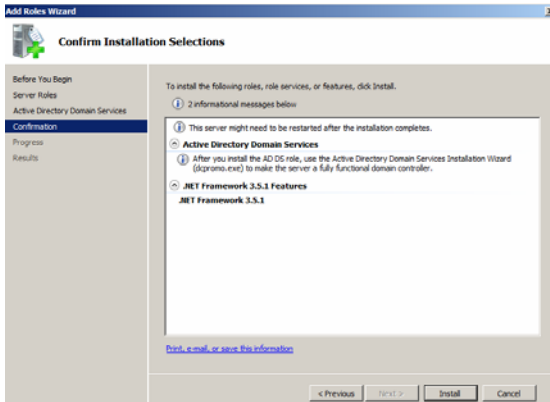 Add Roles Wizard
Confirm Installation Selections
Before You Begin
Server Roles
Active Directory Domain Services
Confirmation
Progress
Results
To install the following roles, role services, or features, click Install.
2 informational messages below
This server might need to be restarted after the installation completes.
Active Directory Domain Services
After you install the AD DS role, use the Active Directory Domain Services Installation Wizard
(dcpromo.exe) to make the server a fully functional domain controller.
.NET Framework 3.5.1 Features
.NET Framework 3.5.1
Print, e-mail, or save this information
< Previous Next > Install Cancel